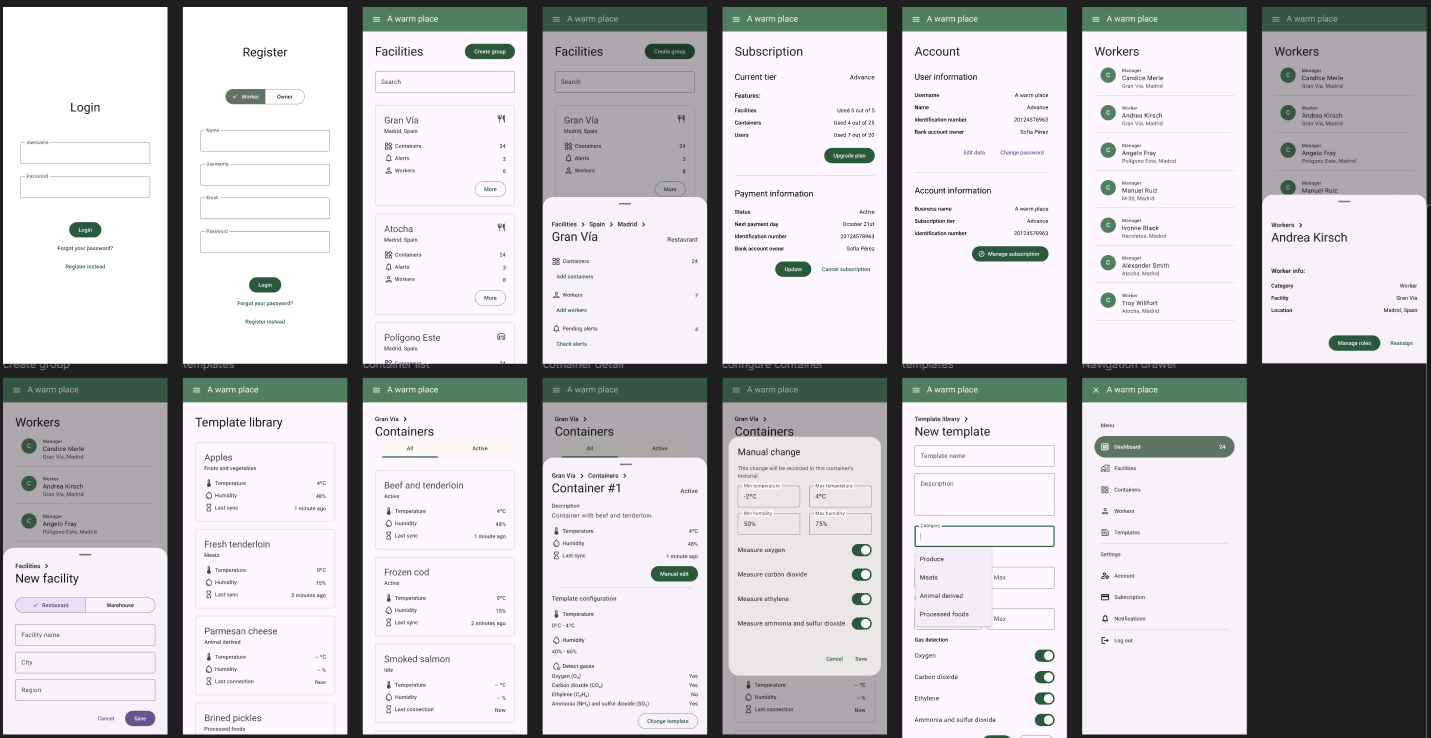 Login
Username
Password
Login
Forgot your password?
Register instead
Register
Worker
Owner
Name
Username
Email
Password
Login
Forgot your password?
Register instead
A warm place
Facilities
Create group
Search
Gran Vía
Madrid, Spain
Containers 24
Alerts 3
Workers 8
More
Atocha
Madrid, Spain
Containers 24
Alerts 3
Workers 8
More
Polígono Este
Madrid, Spain
Containers 24
A warm place
Facilities
Create group
Search
Gran Vía
Madrid, Spain
Containers 24
Alerts 3
Workers 8
More
Facilities > Spain > Madrid >
Gran Vía
Restaurant
Containers 24
Add containers
Workers 7
Add workers
Pending alerts 4
Check alerts
A warm place
Subscription
Current tier Advance
Features:
Facilities Used 5 out of 5
Containers Used 4 out of 25
Users Used 7 out of 20
Upgrade plan
Payment information
Status Active
Next payment day October 21st
Identification number 20124578963
Bank account owner Sofía Pérez
Update
Cancel subscription
A warm place
Account
User information
Username A warm place
Name Advance
Identification number 20124578963
Bank account owner Sofía Pérez
Edit data
Change password
Account information
Business name A warm place
Subscription tier Advance
Identification number 20124578963
Manage subscription
A warm place
Workers
C
Manager
Candice Merle
Gran Vía, Madrid
C
Worker
Andrea Kirsch
Gran Vía, Madrid
C
Manager
Angelo Fray
Polígono Este, Madrid
C
Manager
Manuel Ruiz
M-30, Madrid
C
Manager
Ivonne Black
Recoletos, Madrid
C
Manager
Alexander Smith
Atocha, Madrid
C
Worker
Troy Willfort
Atocha, Madrid
A warm place
Workers
C
Manager
Candice Merle
Gran Vía, Madrid
C
Worker
Andrea Kirsch
Gran Vía, Madrid
C
Manager
Angelo Fray
Polígono Este, Madrid
C
Manager
Manuel Ruiz
Workers >
Andrea Kirsch
Worker info:
Category Worker
Facility Gran Vía
Location Madrid, Spain
Manage roles
Reassign
create group
templates
container list
container detail
configure container
templates
Navigation drawer
A warm place
Workers
C
Manager
Candice Merle
Gran Vía, Madrid
C
Worker
Andrea Kirsch
Gran Vía, Madrid
C
Manager
Angelo Fray
Polígono Este, Madrid
Facilities >
New facility
Restaurant
Warehouse
Facility name
City
Region
Cancel
Save
A warm place
Template library
Apples
Fruits and vegetables
Temperature 4°C
Humidity 48%
Last sync 1 minute ago
Fresh tenderloin
Meats
Temperature 0°C
Humidity 15%
Last sync 2 minutes ago
Parmesan cheese
Animal derived
Temperature -- °C
Humidity -- %
Last connection Now
Brined pickles
Processed foods
A warm place
Gran Vía >
Containers
All
Active
Beef and tenderloin
Active
Temperature 4°C
Humidity 48%
Last sync 1 minute ago
Frozen cod
Active
Temperature 0°C
Humidity 15%
Last sync 2 minutes ago
Smoked salmon
Idle
Temperature -- °C
Humidity -- %
Last connection Now
A warm place
Gran Vía >
Containers
All
Active
Gran Vía > Containers >
Container #1
Active
Description
Container with beef and tenderloin.
Temperature 4°C
Humidity 48%
Last sync 1 minute ago
Manual edit
Template configuration
Temperature
0°C - 4°C
Humidity
40% - 60%
Detect gases
Oxygen (O₂) Yes
Carbon dioxide (CO₂) Yes
Ethylene (C₂H₄) No
Ammonia (NH₃) and sulfur dioxide (SO₂) Yes
Change template
A warm place
Gran Vía >
Containers
Manual change
This change will be recorded in this container's
historial.
Min temperature
-2°C
Max temperature
4°C
Min humidity
50%
Max humidity
75%
Measure oxygen
Measure carbon dioxide
Measure ethylene
Measure ammonia and sulfur dioxide
Cancel
Save
Temperature -- °C
Humidity -- %
Last connection Now
A warm place
Template library >
New template
Template name
Description
Category
Produce
Meats
Animal derived
Processed foods
Max
Max
Gas detection
Oxygen
Carbon dioxide
Ethylene
Ammonia and sulfur dioxide
A warm place
Menu
Dashboard 24
Facilities
Containers
Workers
Templates
Settings
Account
Subscription
Notifications
Log out